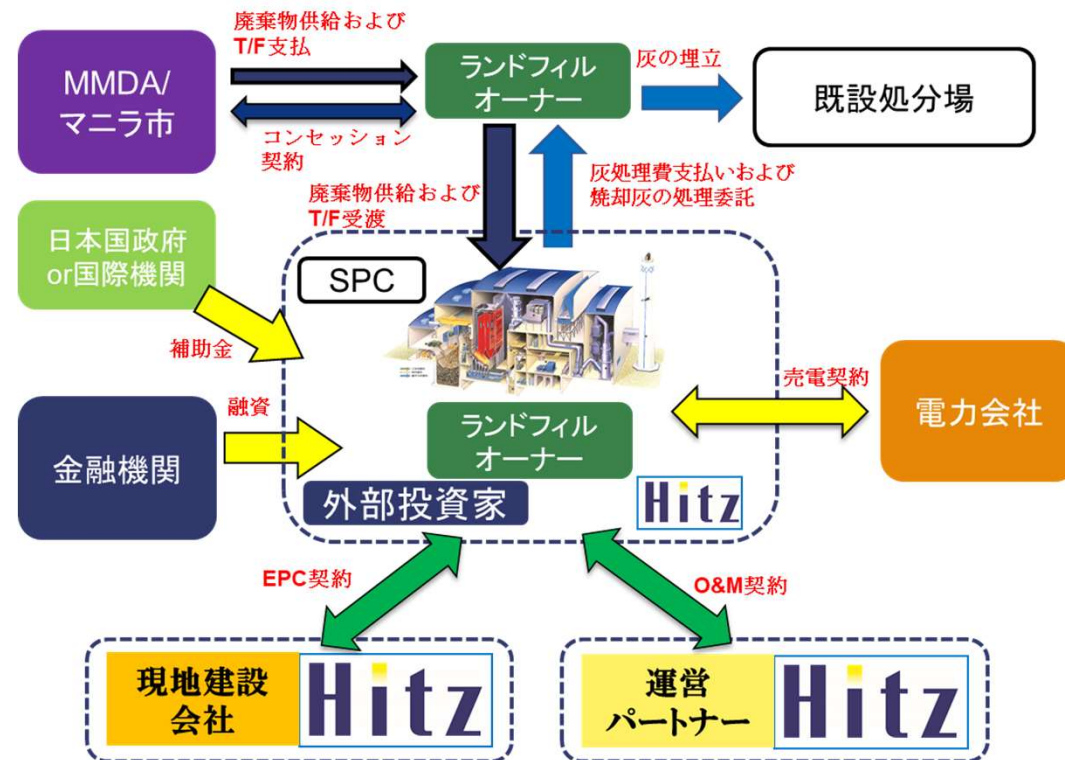 廃棄物供給および
T/F支払
MMDA/
マニラ市
ランドフィル
オーナー
灰の埋立
既設処分場
コンセッション
契約
廃棄物供給および
T/F受渡
灰処理費支払いおよび
焼却灰の処理委託
日本国政府
or国際機関
SPC
補助金
融資
売電契約
金融機関
ランドフィル
オーナー
電力会社
外部投資家
Hitz
EPC契約
O&M契約
現地建設
会社
Hitz
運営
パートナー
Hitz